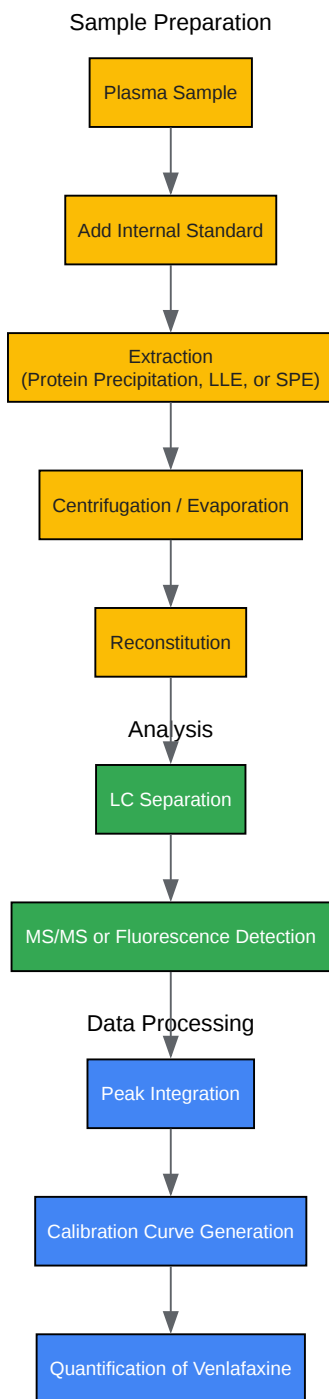 Sample Preparation
Plasma Sample
Add Internal Standard
Extraction
(Protein Precipitation, LLE, or SPE)
Centrifugation / Evaporation
Reconstitution
Analysis
LC Separation
MS/MS or Fluorescence Detection
Data Processing
Peak Integration
Calibration Curve Generation
Quantification of Venlafaxine